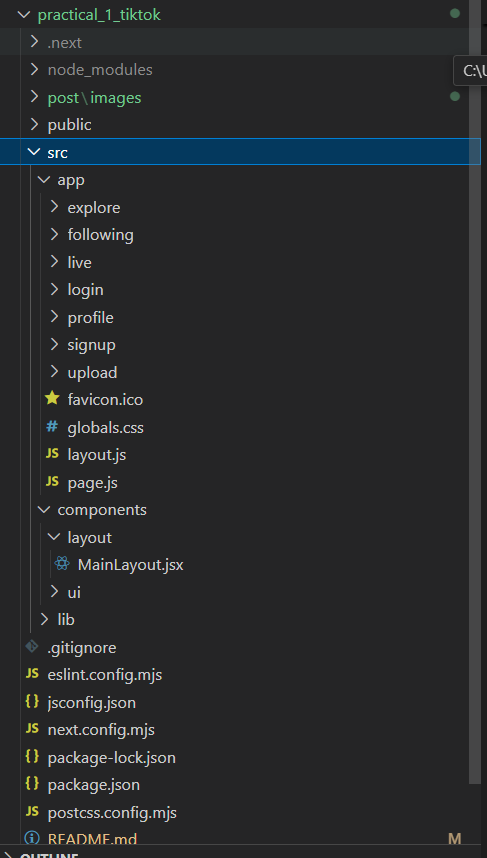 practical_1_tiktok
.next
node_modules
C:\U
post\images
public
src
app
explore
following
live
login
profile
signup
upload
favicon.ico
# globals.css
JS layout.js
JS page.js
components
layout
MainLayout.jsx
ui
lib
.gitignore
JS eslint.config.mjs
{ } jsconfig.json
JS next.config.mjs
{ } package-lock.json
{ } package.json
JS postcss.config.mjs
README.md M
OUTLINE